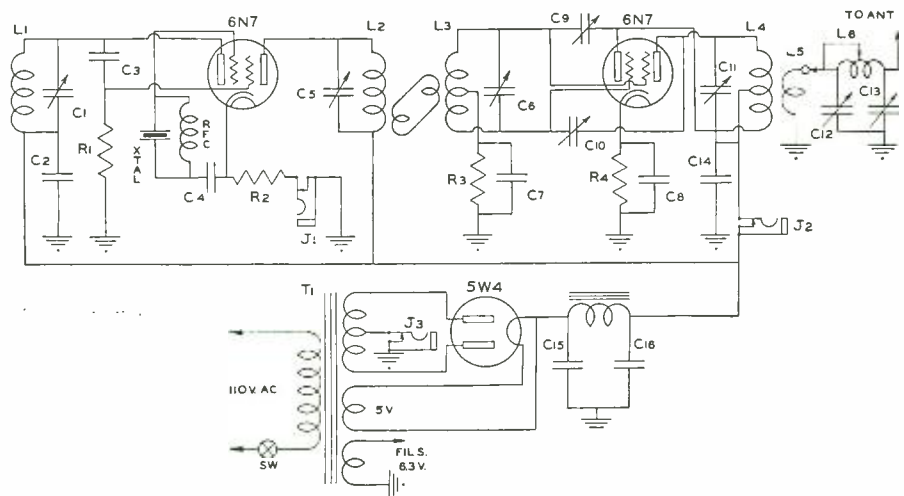 L1
6N7
L2
L3
C9
6N7
L4
TO ANT
L5
L6
C3
C1
C5
C6
C11
C13
C12
C2
R1
XTAL
RFC
C4
R2
J1
R3
C7
C10
R4
C8
C14
J2
T1
5W4
J3
C15
C16
110V. AC
5V
SW
FILS.
6.3V.